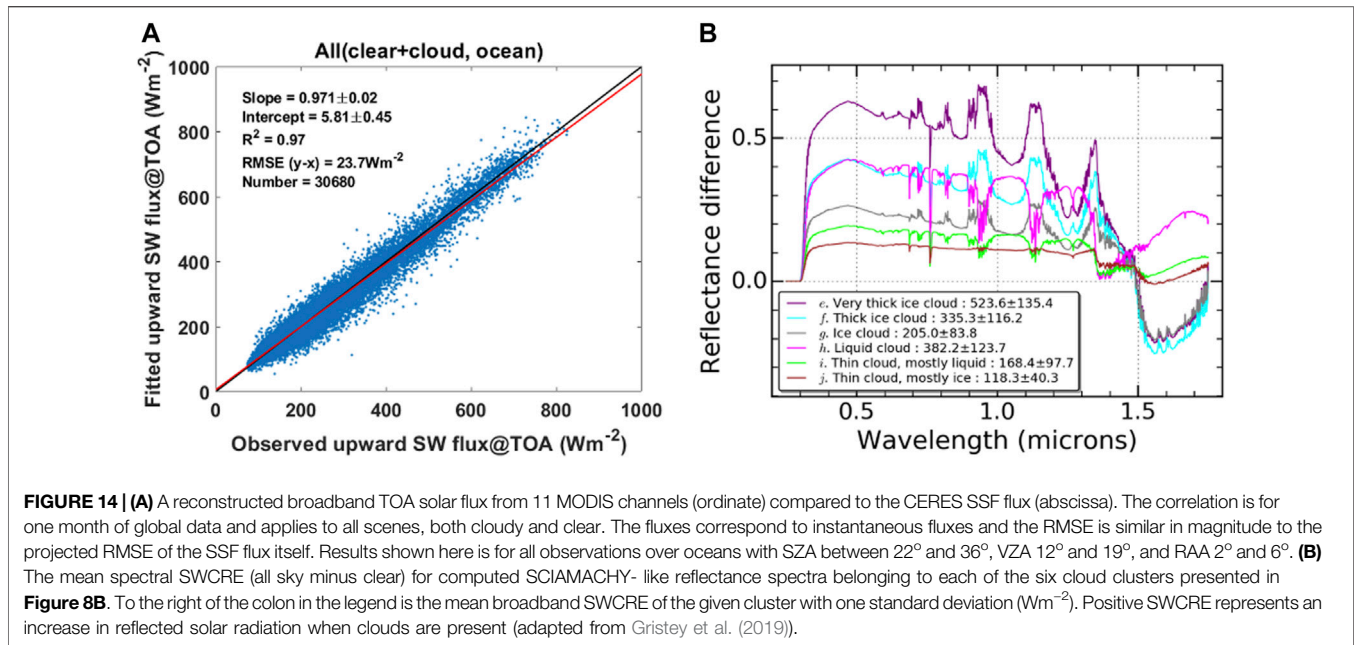 A
All(clear+cloud, ocean)
Fitted upward SW flux@TOA (Wm⁻²)
1000
800
600
400
200
0
Slope = 0.971±0.02
Intercept = 5.81±0.45
R² = 0.97
RMSE (y-x) = 23.7Wm⁻²
Number = 30680
0 200 400 600 800 1000
Observed upward SW flux@TOA (Wm⁻²)
B
Reflectance difference
0.5
0.0
e. Very thick ice cloud : 523.6±135.4
f. Thick ice cloud : 335.3±116.2
g. Ice cloud : 205.0±83.8
h. Liquid cloud : 382.2±123.7
i. Thin cloud, mostly liquid : 168.4±97.7
j. Thin cloud, mostly ice : 118.3±40.3
0.5 1.0 1.5
Wavelength (microns)
FIGURE 14 | (A) A reconstructed broadband TOA solar flux from 11 MODIS channels (ordinate) compared to the CERES SSF flux (abscissa). The correlation is for
one month of global data and applies to all scenes, both cloudy and clear. The fluxes correspond to instantaneous fluxes and the RMSE is similar in magnitude to the
projected RMSE of the SSF flux itself. Results shown here is for all observations over oceans with SZA between 22° and 36°, VZA 12° and 19°, and RAA 2° and 6°. (B)
The mean spectral SWCRE (all sky minus clear) for computed SCIAMACHY- like reflectance spectra belonging to each of the six cloud clusters presented in
Figure 8B. To the right of the colon in the legend is the mean broadband SWCRE of the given cluster with one standard deviation (Wm⁻²). Positive SWCRE represents an
increase in reflected solar radiation when clouds are present (adapted from Gristey et al. (2019)).